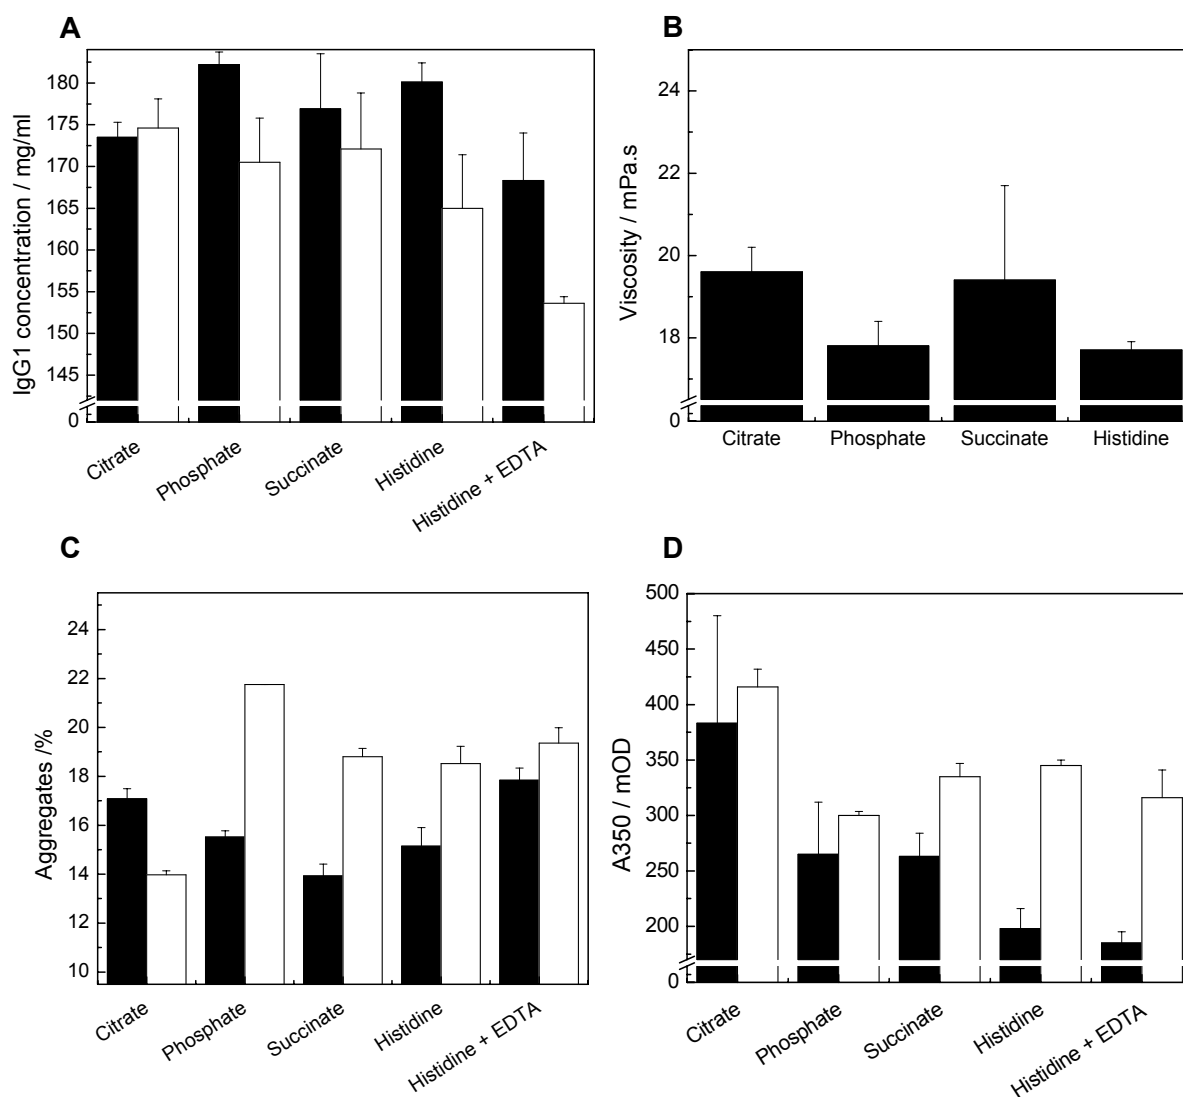 A
IgG1 concentration / mg/ml
180
175
170
165
160
155
150
145
0
Citrate
Phosphate
Succinate
Histidine
Histidine + EDTA
B
Viscosity / mPa.s
24
22
20
18
0
Citrate Phosphate Succinate Histidine
C
Aggregates /%
24
22
20
18
16
14
12
10
Citrate
Phosphate
Succinate
Histidine
Histidine + EDTA
D
A350 / mOD
500
450
400
350
300
250
200
0
Citrate
Phosphate
Succinate
Histidine
Histidine + EDTA